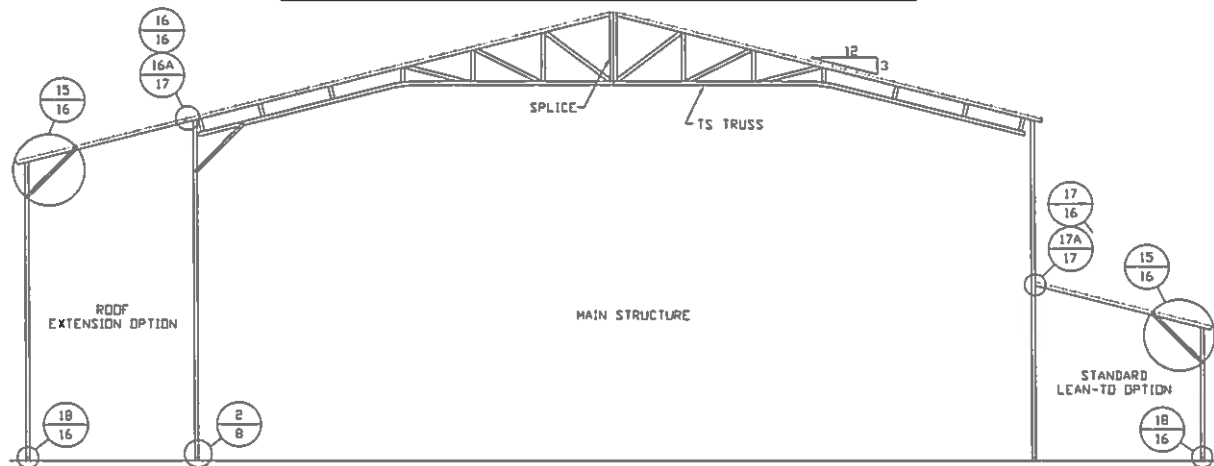 16
16
16A
17
15
16
12
3
SPLICE
TS TRUSS
17
16
17A
17
15
16
ROOF
EXTENSION OPTION
MAIN STRUCTURE
STANDARD
LEAN-TO OPTION
18
16
2
8
18
16